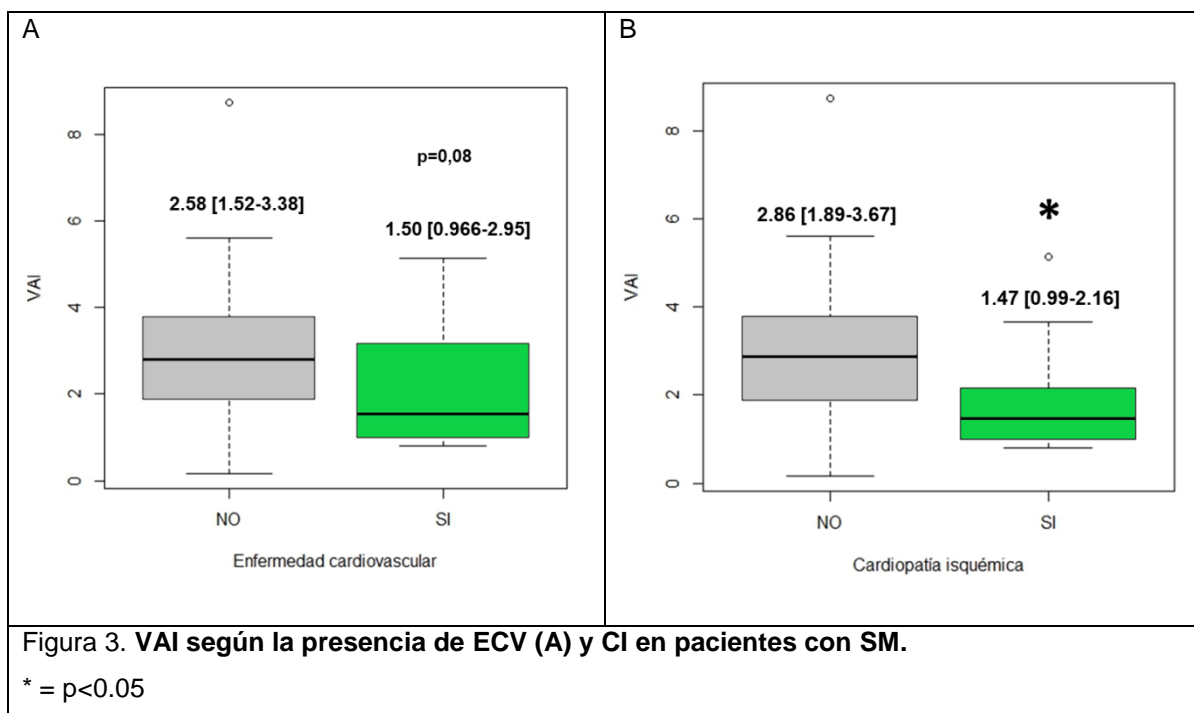 A
8
6
4
2
0
VAI
p=0,08
2.58 [1.52-3.38]
1.50 [0.966-2.95]
NO
SI
Enfermedad cardiovascular
B
8
6
4
2
0
VAI
2.86 [1.89-3.67]
*
1.47 [0.99-2.16]
NO
SI
Cardiopatía isquémica
Figura 3. VAI según la presencia de ECV (A) y CI en pacientes con SM.
* = p<0.05